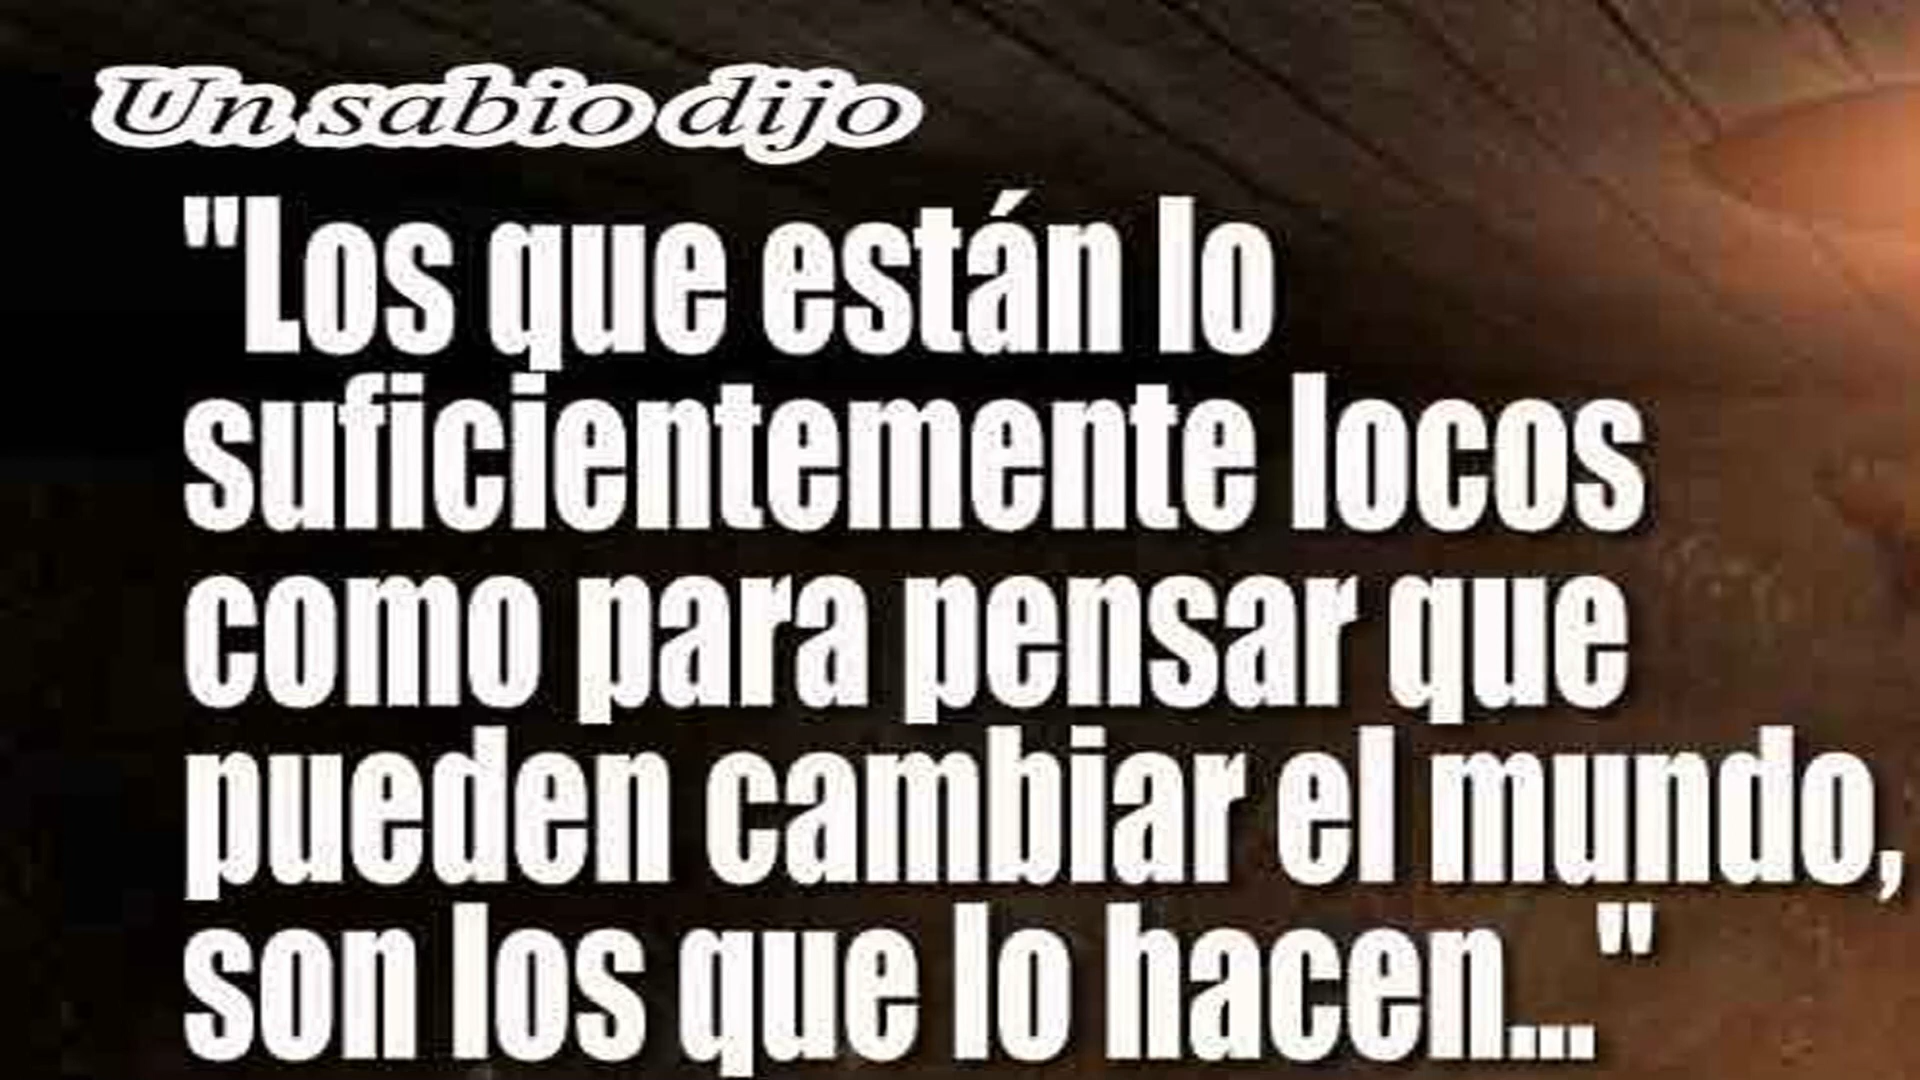 Un sabio dijo
"Los que están lo
suficientemente locos
como para pensar que
pueden cambiar el mundo,
son los que lo hacen..."